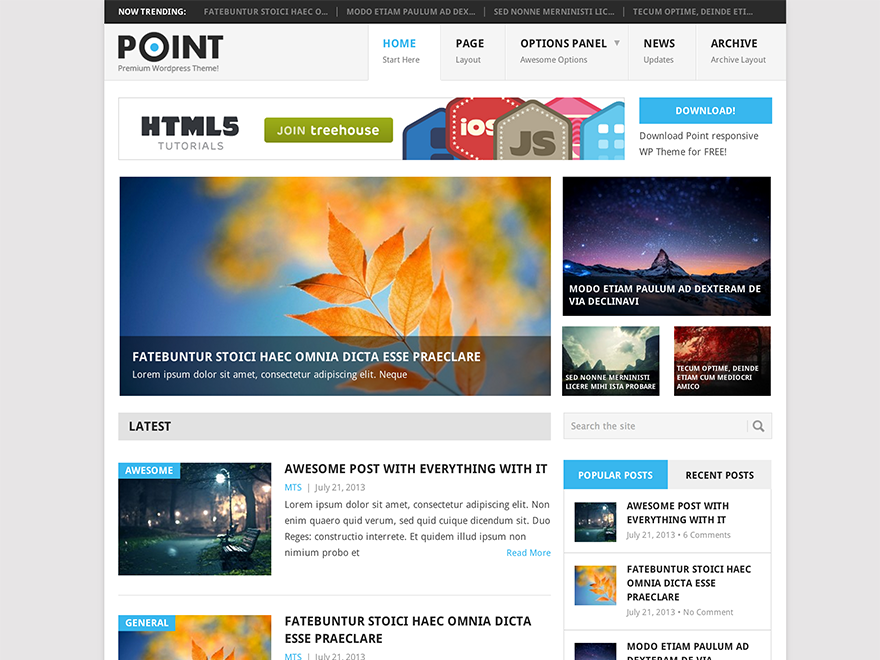 NOW TRENDING: FATEBUNTUR STOICI HAEC O... | MODO ETIAM PAULUM AD DEX... | SED NONNE MERNINISTI LIC... | TECUM OPTIME, DEINDE ETI...
POINT
Premium Wordpress Theme!
HOME
Start Here
PAGE
Layout
OPTIONS PANEL
Awesome Options
NEWS
Updates
ARCHIVE
Archive Layout
HTML5
TUTORIALS
JOIN treehouse
iOS
JS
DOWNLOAD!
Download Point responsive
WP Theme for FREE!
FATEBUNTUR STOICI HAEC OMNIA DICTA ESSE PRAECLARE
Lorem ipsum dolor sit amet, consectetur adipiscing elit. Neque
MODO ETIAM PAULUM AD DEXTERAM DE
VIA DECLINAVI
SED NONNE MERNINISTI
LICERE MIHI ISTA PROBARE
TECUM OPTIME, DEINDE
ETIAM CUM MEDIOCRI
AMICO
LATEST
Search the site
AWESOME
AWESOME POST WITH EVERYTHING WITH IT
MTS | July 21, 2013
Lorem ipsum dolor sit amet, consectetur adipiscing elit. Non
enim quaero quid verum, sed quid cuique dicendum sit. Duo
Reges: constructio interrete. Et quidem illud ipsum non
nimium probo et
Read More
GENERAL
FATEBUNTUR STOICI HAEC OMNIA DICTA
ESSE PRAECLARE
MTS | July 21, 2013
POPULAR POSTS
RECENT POSTS
AWESOME POST WITH
EVERYTHING WITH IT
July 21, 2013 • 6 Comments
FATEBUNTUR STOICI HAEC
OMNIA DICTA ESSE
PRAECLARE
July 21, 2013 • No Comment
MODO ETIAM PAULUM AD
DEXTERAM DE VIA